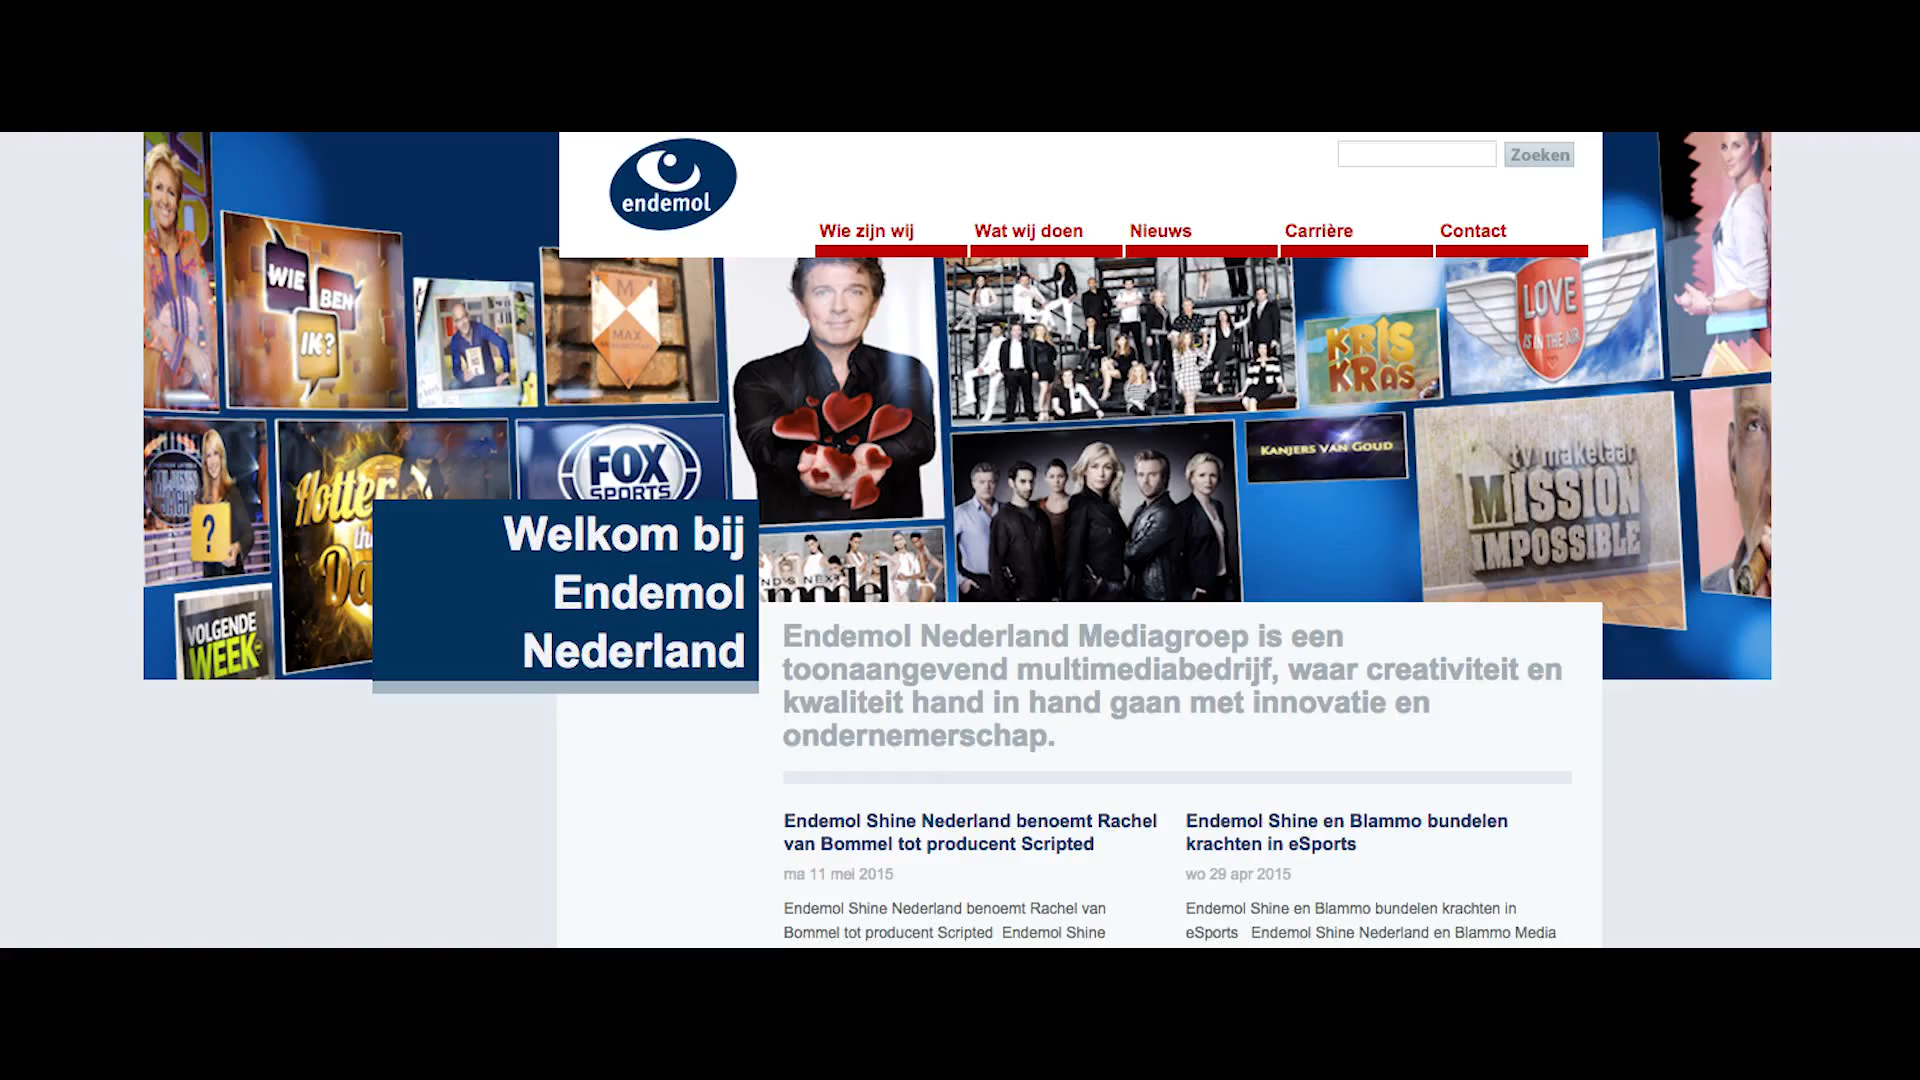 endemol
Zoeken
Wie zijn wij
Wat wij doen
Nieuws
Carrière
Contact
WIE
BEN
IK?
M
MAX
KRIS
KRAS
LOVE
IS IN THE AIR
FOX
SPORTS
KANJERS VAN GOUD
tv makelaar
MISSION
IMPOSSIBLE
?
VOLGENDE
WEEK
Welkom bij
Endemol
Nederland
Endemol Nederland Mediagroep is een
toonaangevend multimediabedrijf, waar creativiteit en
kwaliteit hand in hand gaan met innovatie en
ondernemerschap.
Endemol Shine Nederland benoemt Rachel
van Bommel tot producent Scripted
ma 11 mei 2015
Endemol Shine Nederland benoemt Rachel van
Bommel tot producent Scripted Endemol Shine
Endemol Shine en Blammo bundelen
krachten in eSports
wo 29 apr 2015
Endemol Shine en Blammo bundelen krachten in
eSports Endemol Shine Nederland en Blammo Media